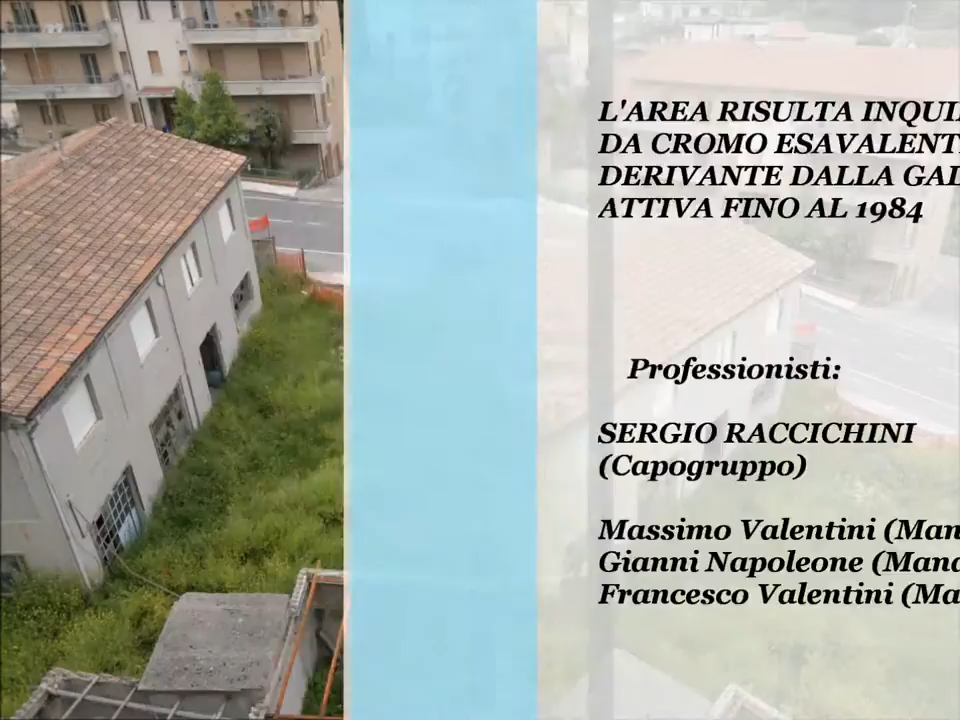 L'AREA RISULTA
DA CROMO
DERIVANTE DALLA
ATTIVA FINO AL 1984
Professionisti:
SERGIO RACCICHINI
(Capogruppo)
Massimo Valentini
Gianni Napoleone
Francesco Valentini